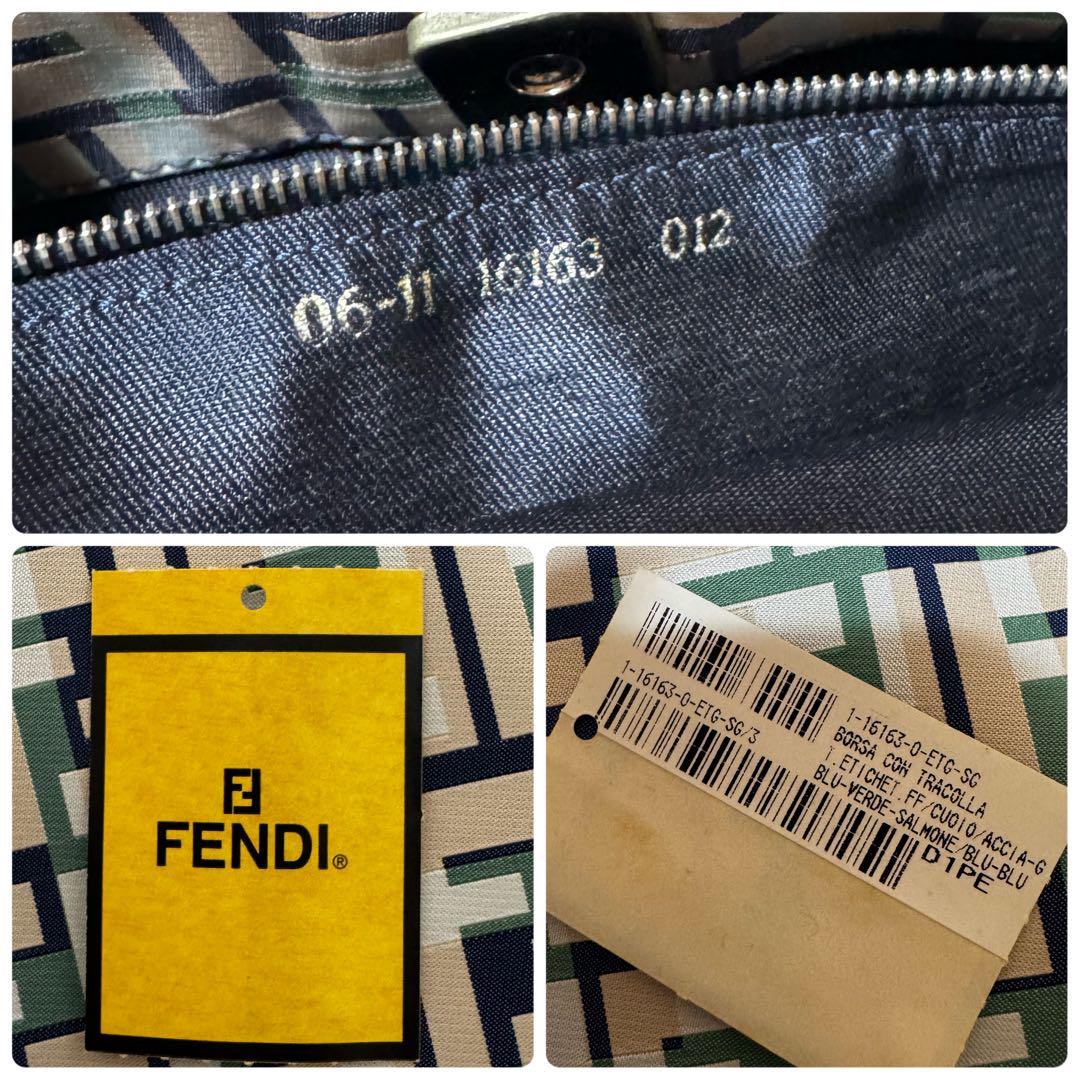 06-11 16163 012
FENDI®
1-16163-0-ETG-SG/3
1-16163-0-ETG-SG
BORSA CON TRACOLLA
T.ETICHET.FF/CUOIO/ACCIA-G
BLU-VERDE-SALMONE/BLU-BLU
D1PE